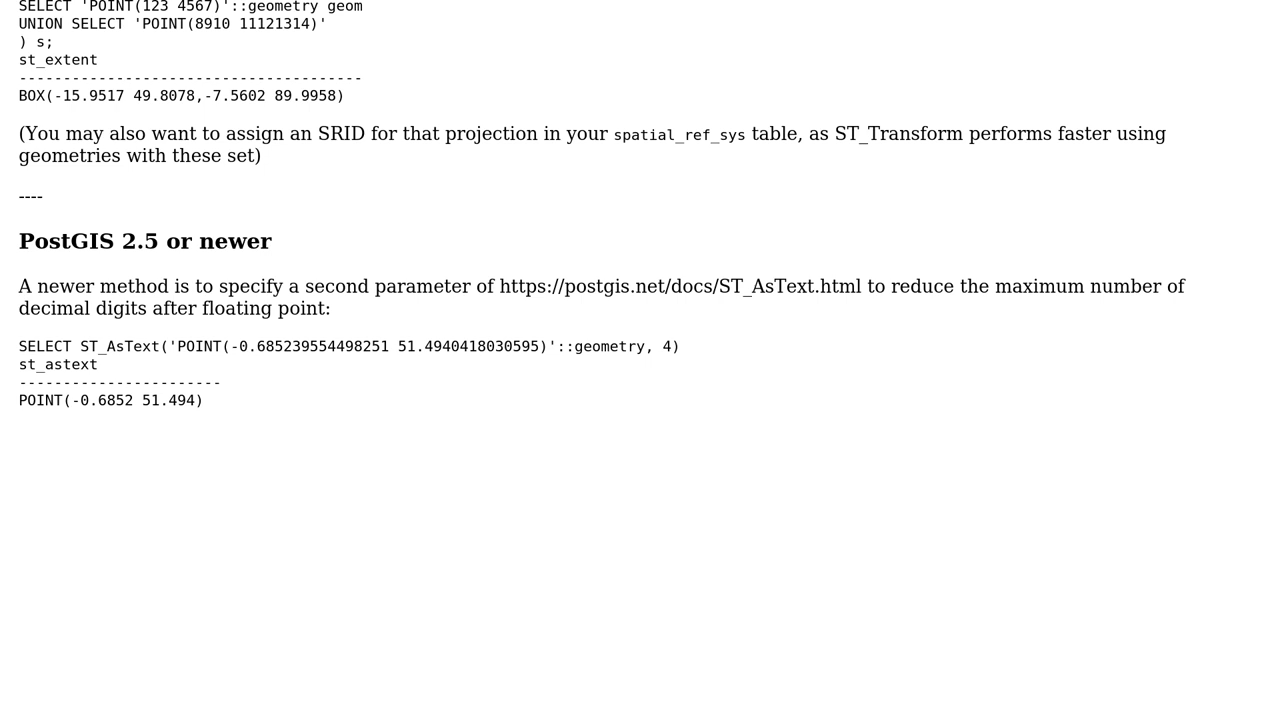 SELECT 'POINT(123 4567)'::geometry geom
UNION SELECT 'POINT(8910 11121314)'
) s;
st_extent
---------------------------------------
BOX(-15.9517 49.8078,-7.5602 89.9958)
(You may also want to assign an SRID for that projection in your spatial_ref_sys table, as ST_Transform performs faster using
geometries with these set)
----
PostGIS 2.5 or newer
A newer method is to specify a second parameter of https://postgis.net/docs/ST_AsText.html to reduce the maximum number of
decimal digits after floating point:
SELECT ST_AsText('POINT(-0.685239554498251 51.4940418030595)'::geometry, 4)
st_astext
-----------------------
POINT(-0.6852 51.494)